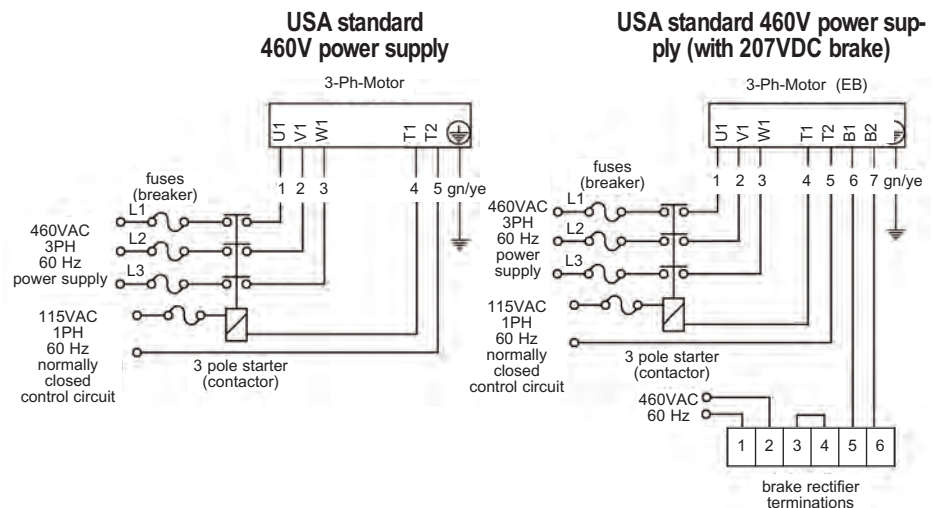 USA standard
460V power supply
3-Ph-Motor
U1 V1 W1 T1 T2
1 2 3 4 5 gn/ye
fuses
(breaker)
L1
L2
L3
460VAC
3PH
60 Hz
power supply
115VAC
1PH
60 Hz
normally
closed
control circuit
3 pole starter
(contactor)
USA standard 460V power sup-
ply (with 207VDC brake)
3-Ph-Motor (EB)
U1 V1 W1 T1 T2 B1 B2
1 2 3 4 5 6 7 gn/ye
fuses
(breaker)
L1
L2
L3
460VAC
3PH
60 Hz
power
supply
115VAC
1PH
60 Hz
normally
closed
control circuit
3 pole starter
(contactor)
460VAC
60 Hz
1 2 3 4 5 6
brake rectifier
terminations